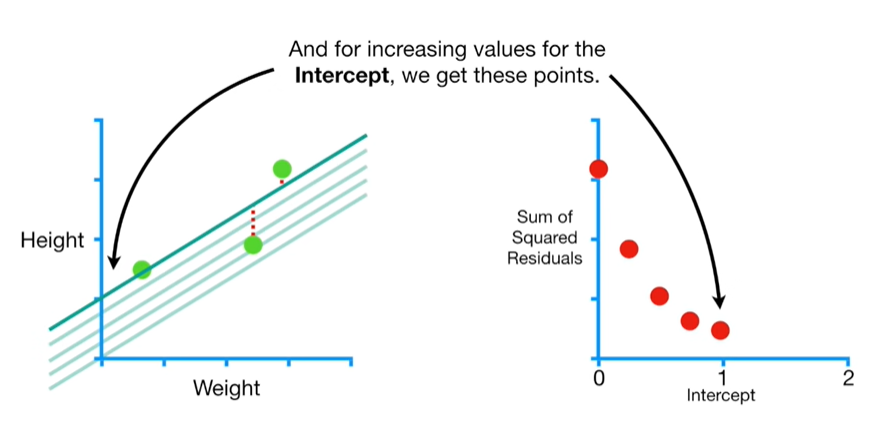 And for increasing values for the
Intercept, we get these points.
Height
Weight
Sum of
Squared
Residuals
0
1
2
Intercept